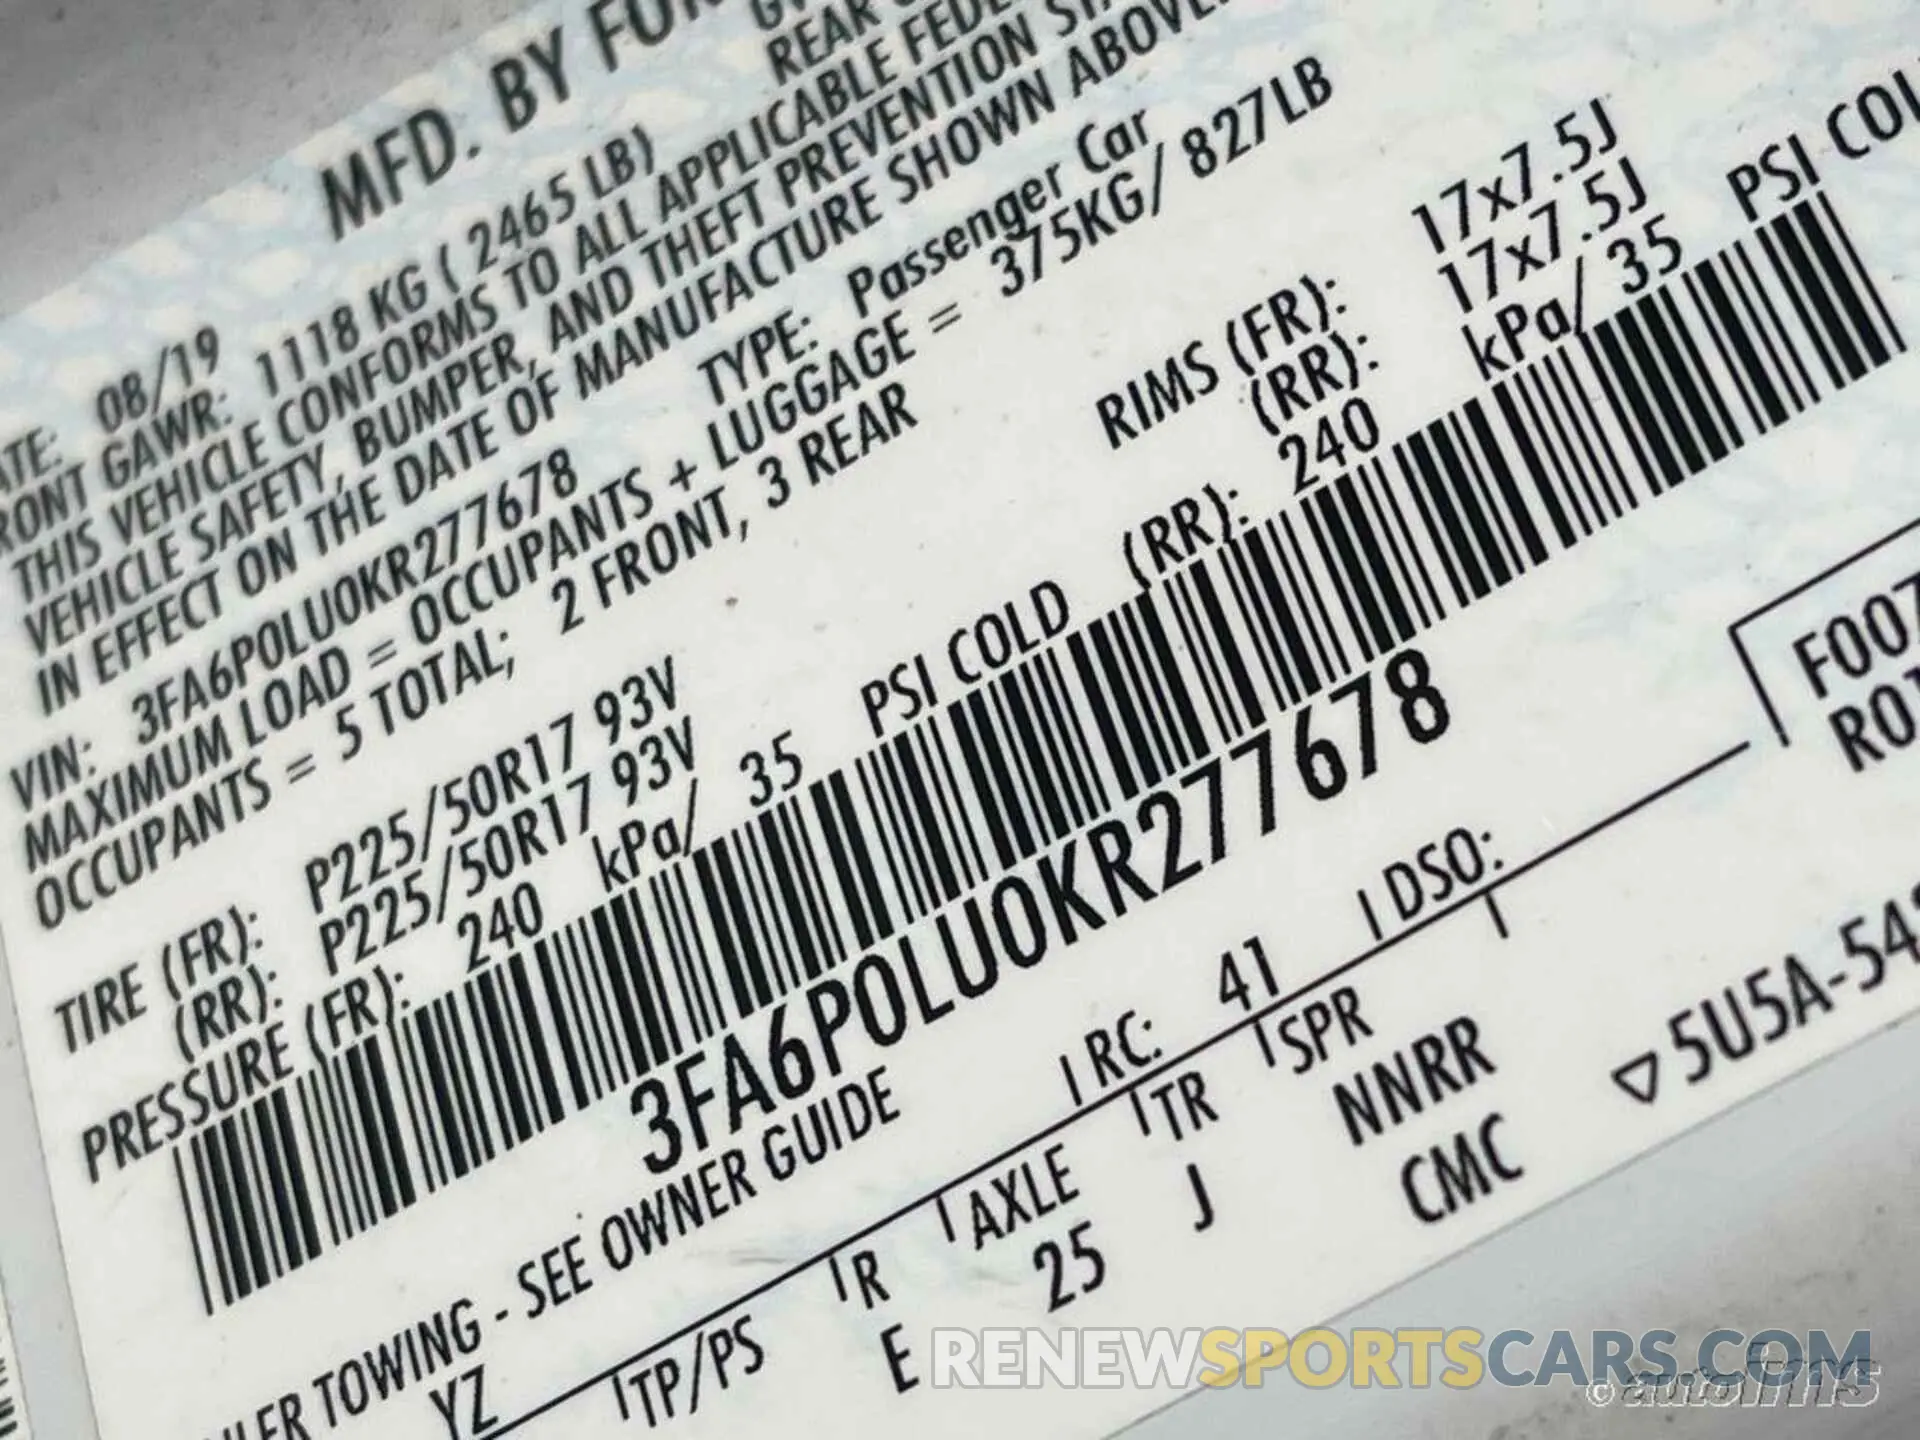 MFD. BY
REAR
DATE: 08/19
FRONT GAWR: 1118 KG ( 2465 LB)
THIS VEHICLE CONFORMS TO ALL APPLICABLE
VEHICLE SAFETY, BUMPER, AND THEFT PREVENTION
IN EFFECT ON THE DATE OF MANUFACTURE SHOWN ABOVE
VIN: 3FA6P0LU0KR277678 TYPE: Passenger Car
MAXIMUM LOAD = OCCUPANTS + LUGGAGE = 375KG/ 827LB
OCCUPANTS = 5 TOTAL; 2 FRONT, 3 REAR
TIRE (FR): P225/50R17 93V RIMS (FR): 17x7.5J
(RR): P225/50R17 93V (RR): 17x7.5J
PRESSURE (FR): 240 kPa/ 35 PSI COLD (RR): 240 kPa/ 35 PSI COL
3FA6P0LU0KR277678
TOWING - SEE OWNER GUIDE RC: 41 DSO:
F007
YZ TP/PS R AXLE TR SPR
E 25 J NNRR
CMC
5U5A-54
RENEWSPORTSCARS.COM
© autoIMS